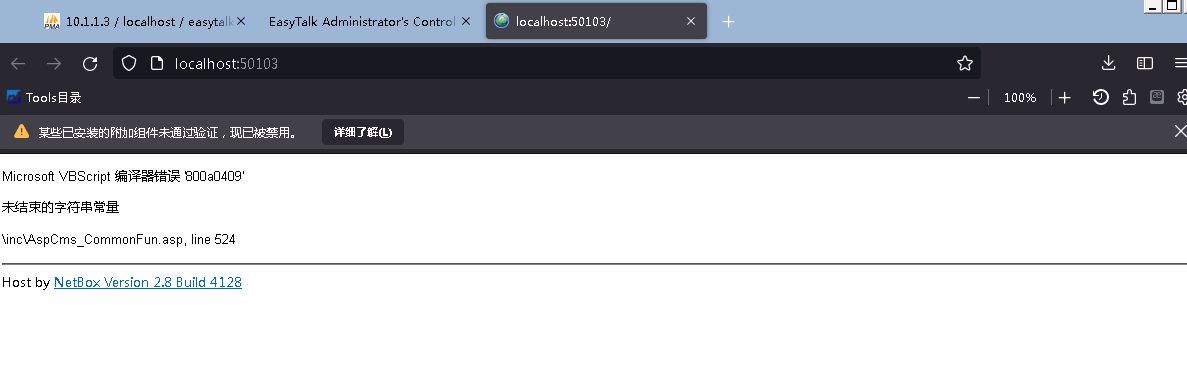 10.1.1.3 / localhost / easytalk
EasyTalk Administrator's Control
localhost:50103/
localhost:50103
Tools目录
100%
某些已安装的附加组件未通过验证，现已被禁用。
详细了解(L)
Microsoft VBScript 编译器错误 '800a0409'
未结束的字符串常量
\inc\AspCms_CommonFun.asp, line 524
Host by NetBox Version 2.8 Build 4128